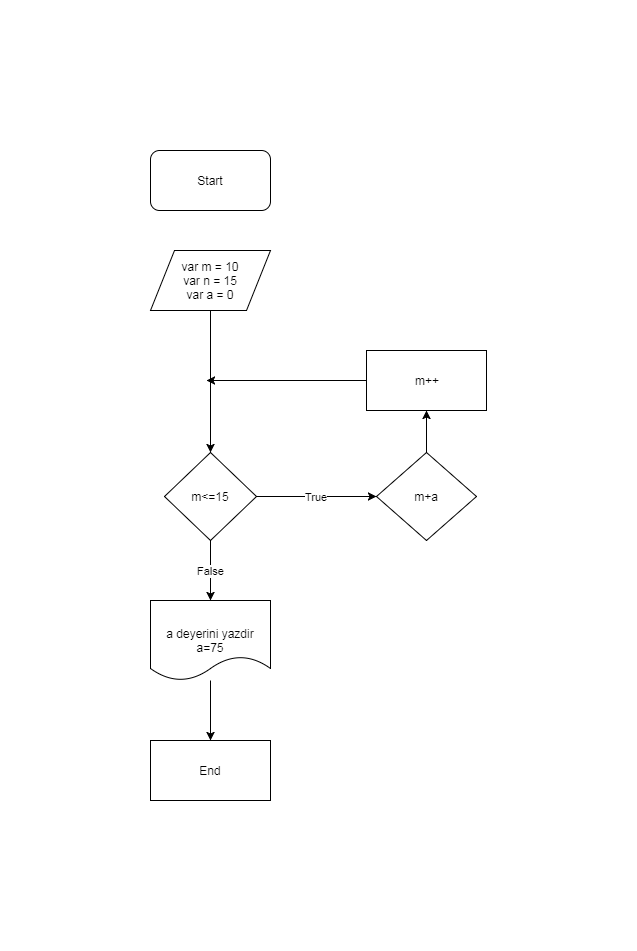 Start
var m = 10
var n = 15
var a = 0
m++
m<=15
True
m+a
False
a deyerini yazdir
a=75
End